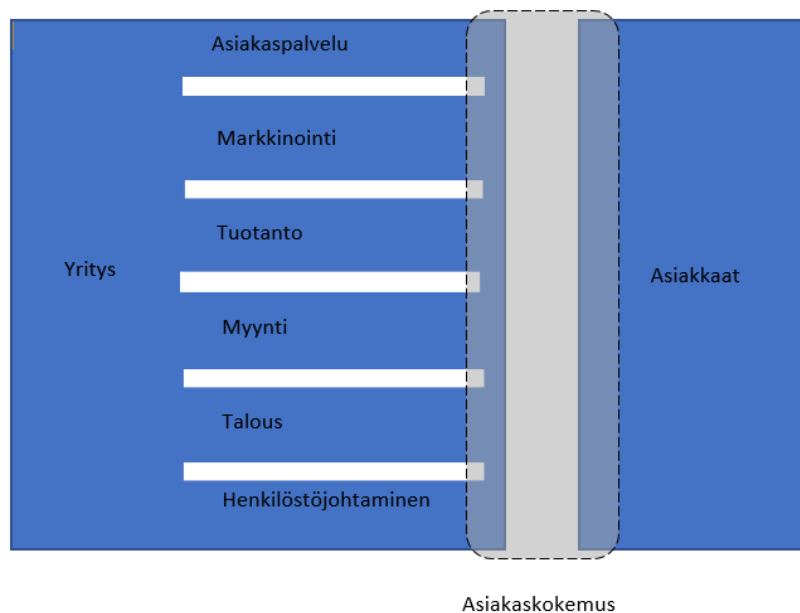 Asiakaspalvelu
Markkinointi
Tuotanto
Yritys
Asiakkaat
Myynti
Talous
Henkilöstöjohtaminen
Asiakaskokemus